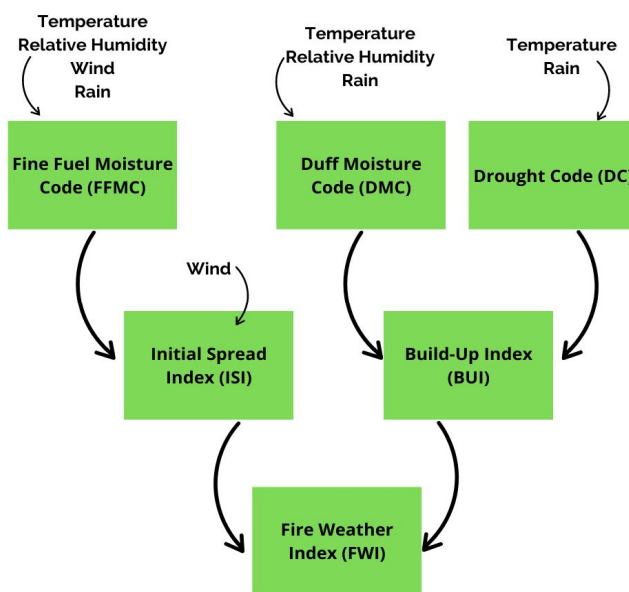 Temperature
Relative Humidity
Wind
Rain
Temperature
Relative Humidity
Rain
Temperature
Rain
Fine Fuel Moisture
Code (FFMC)
Duff Moisture
Code (DMC)
Drought Code (DC)
Wind
Initial Spread
Index (ISI)
Build-Up Index
(BUI)
Fire Weather
Index (FWI)